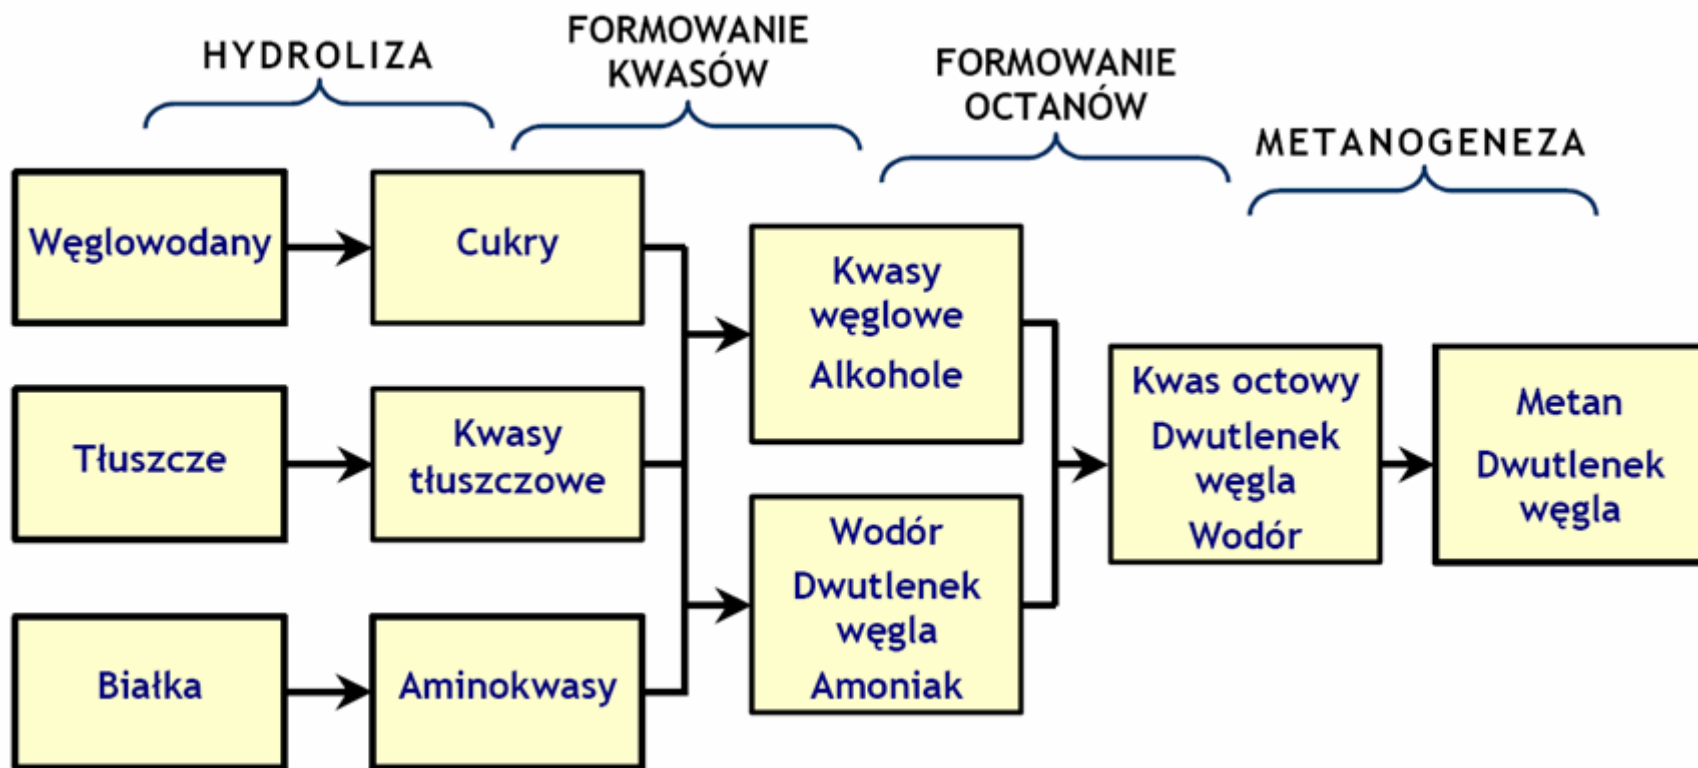 HYDROLIZA
FORMOWANIE
KWASÓW
FORMOWANIE
OCTANÓW
METANOGENEZA
Węglowodany
Cukry
Tłuszcze
Kwasy
tłuszczowe
Białka
Aminokwasy
Kwasy
węglowe
Alkohole
Wodór
Dwutlenek
węgla
Amoniak
Kwas octowy
Dwutlenek
węgla
Wodór
Metan
Dwutlenek
węgla